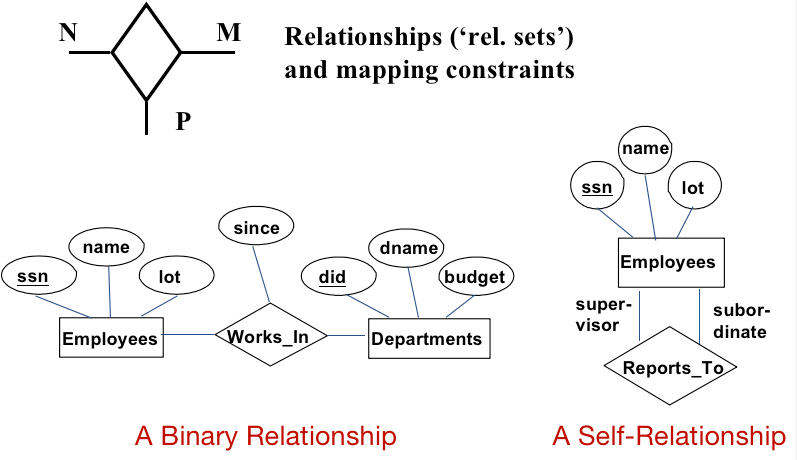 N
M
P
Relationships (‘rel. sets’)
and mapping constraints
since
name
ssn
lot
dname
did
budget
Employees
Works_In
Departments
A Binary Relationship
name
ssn
lot
Employees
super-
visor
subor-
dinate
Reports_To
A Self-Relationship